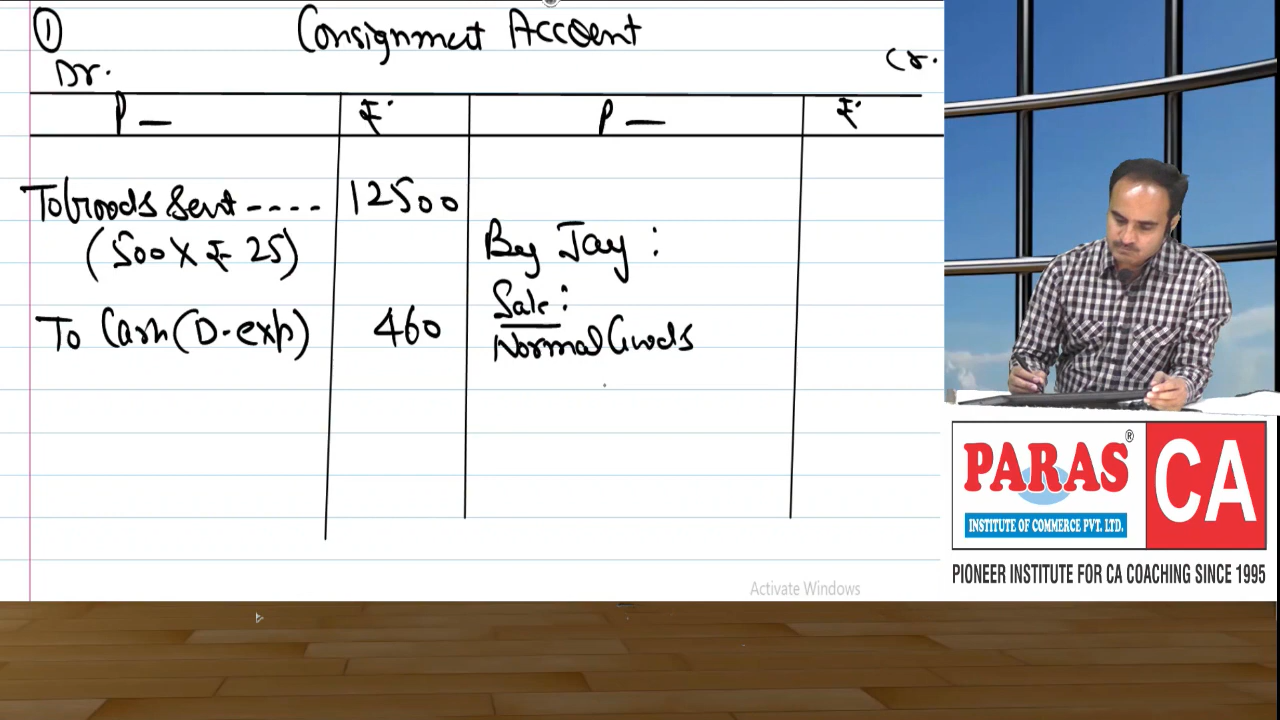 ① Consignment Account
Dr. Cr.
P — ₹ P — ₹
To Goods Sent ---- 12500
(500 X ₹ 25)
By Jay :
Sale :
To Cash (D-exp) 460
Normal Goods
PARAS®
INSTITUTE OF COMMERCE PVT. LTD.
CA
PIONEER INSTITUTE FOR CA COACHING SINCE 1995
Activate Windows